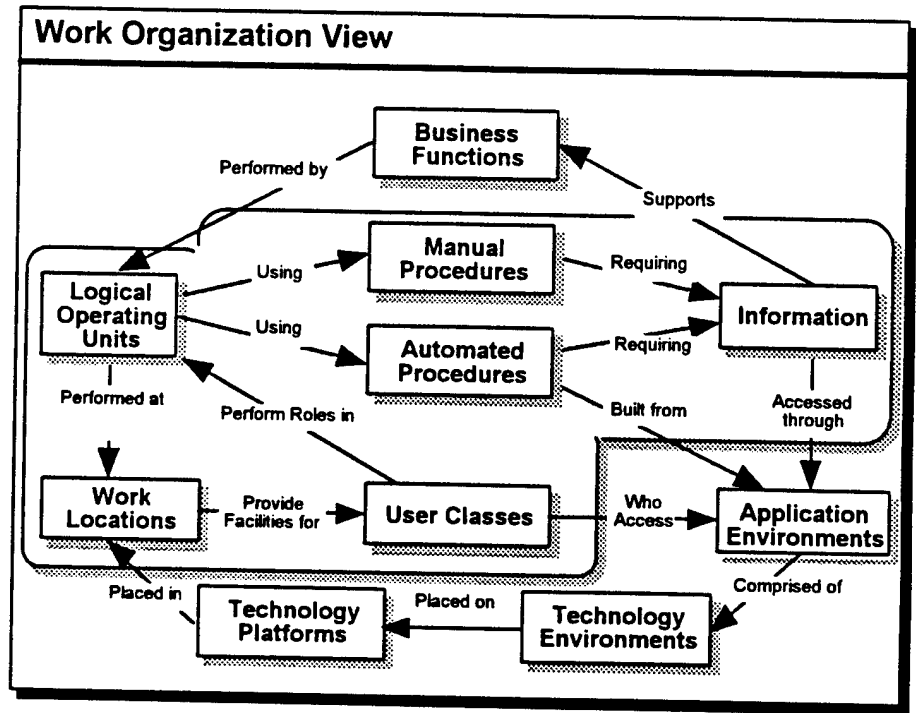 Work Organization View
Business
Functions
Performed by
Supports
Manual
Procedures
Using
Requiring
Logical
Operating
Units
Information
Using
Automated
Procedures
Requiring
Performed at
Perform Roles in
Built from
Accessed
through
Work
Locations
Provide
Facilities for
User Classes
Who
Access
Application
Environments
Placed in
Technology
Platforms
Placed on
Technology
Environments
Comprised of